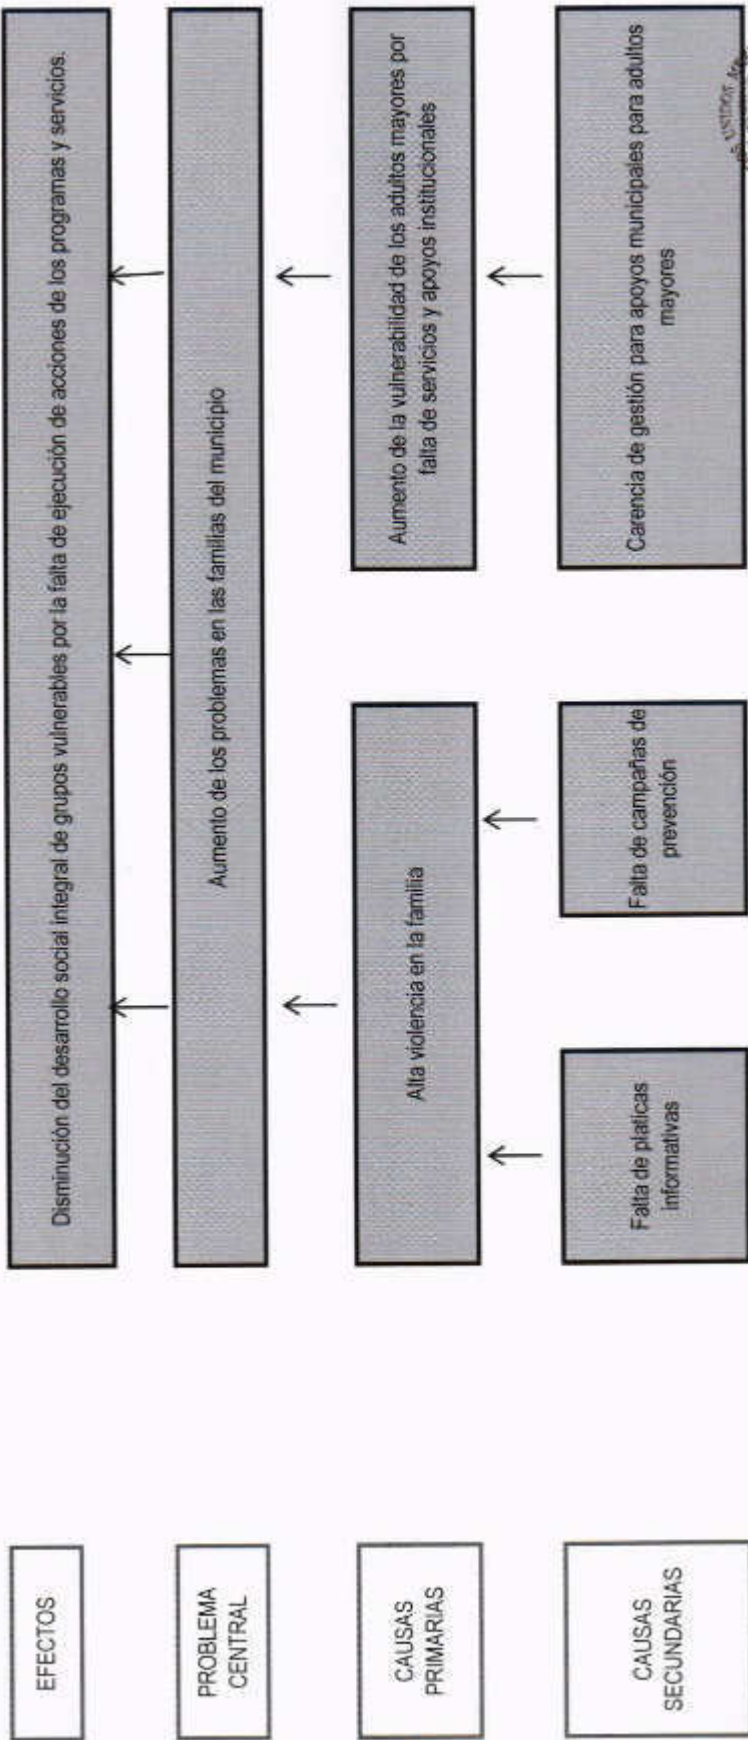 EFECTOS
Disminución del desarrollo social integral de grupos vulnerables por la falta de ejecución de acciones de los programas y servicios.
PROBLEMA
CENTRAL
Aumento de los problemas en las familias del municipio
CAUSAS
PRIMARIAS
Alta violencia en la familia
Aumento de la vulnerabilidad de los adultos mayores por
falta de servicios y apoyos institucionales
CAUSAS
SECUNDARIAS
Falta de platicas
informativas
Falta de campañas de
prevención
Carencia de gestión para apoyos municipales para adultos
mayores
UNIDOS